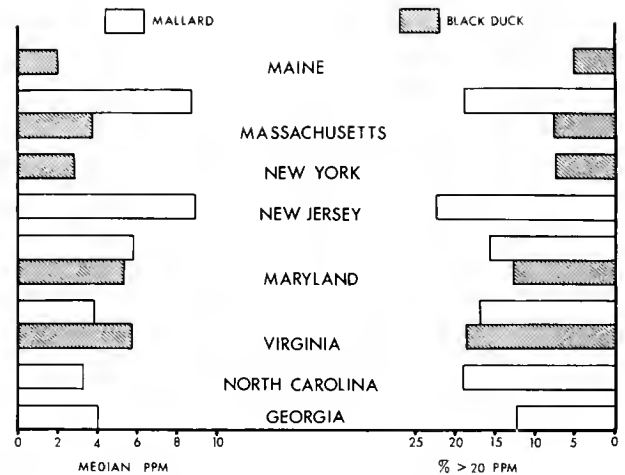 MALLARD BLACK DUCK
MAINE
MASSACHUSETTS
NEW YORK
NEW JERSEY
MARYLAND
VIRGINIA
NORTH CAROLINA
GEORGIA
0 2 4 6 8 10 25 20 15 10 5 0
MEDIAN PPM % > 20 PPM